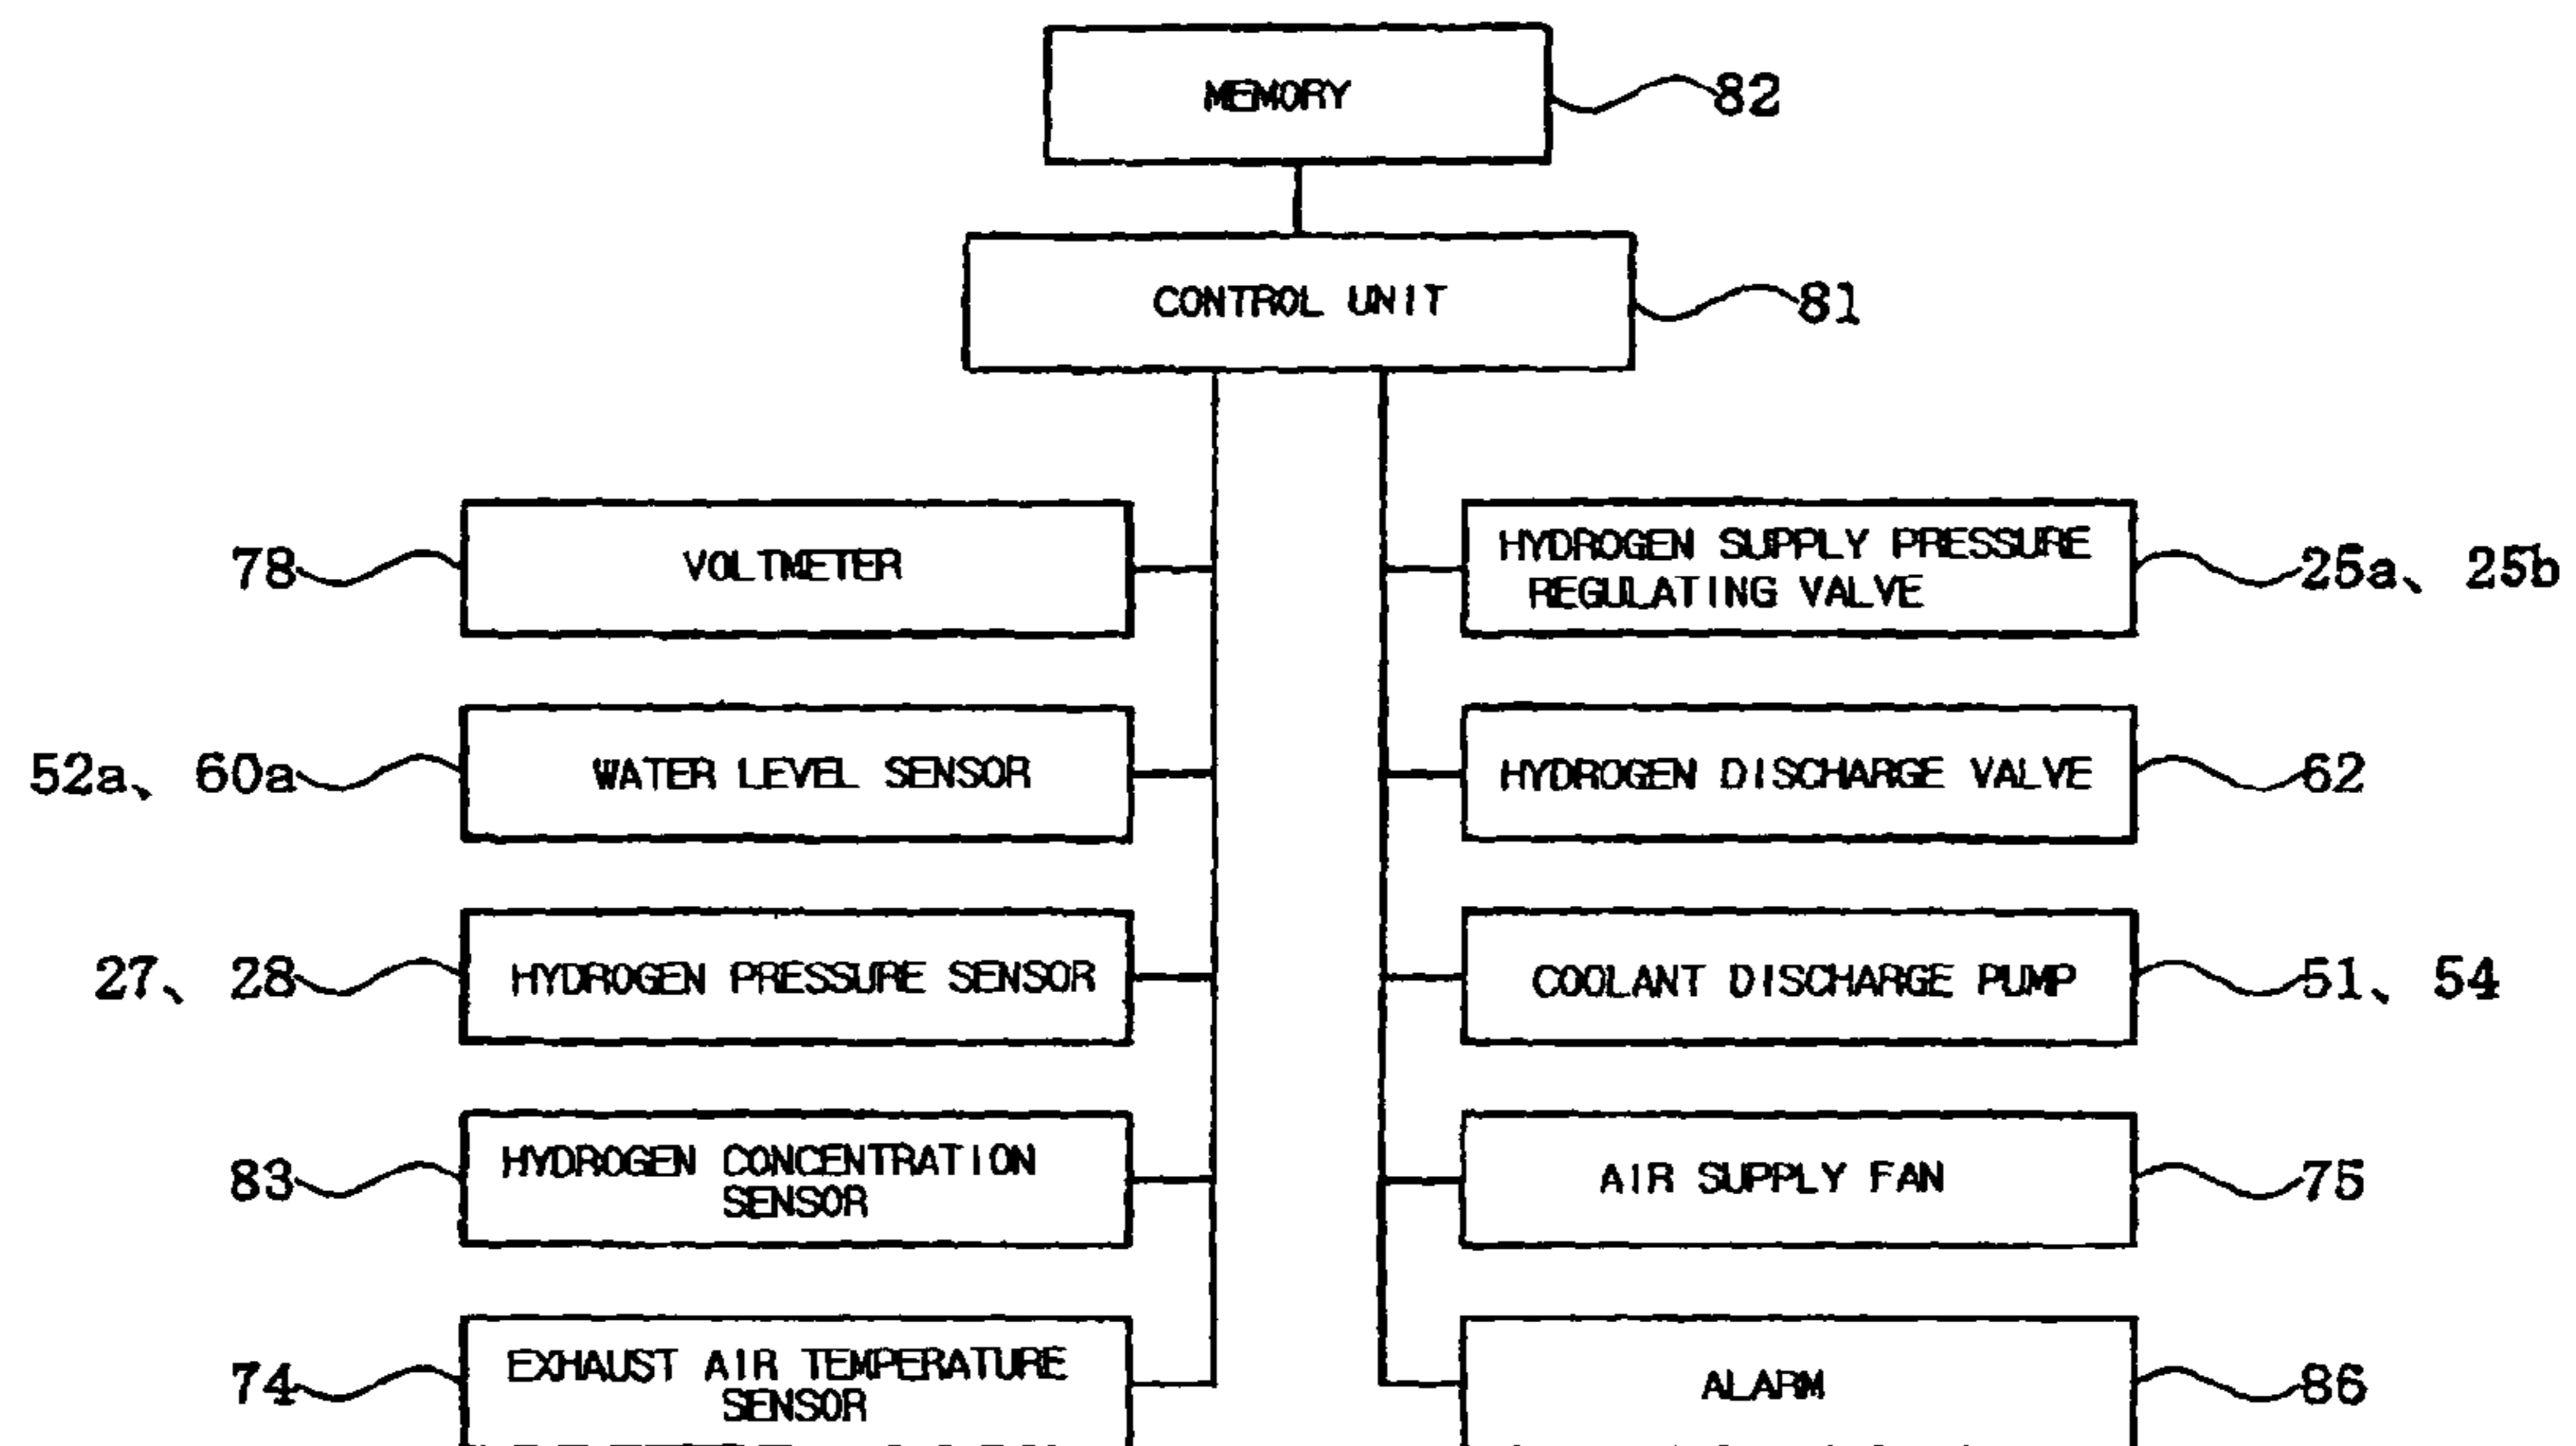 MEMORY 82
CONTROL UNIT 81
78 VOLTMETER
HYDROGEN SUPPLY PRESSURE
REGULATING VALVE
25a、 25b
52a、 60a WATER LEVEL SENSOR
HYDROGEN DISCHARGE VALVE 62
27、 28 HYDROGEN PRESSURE SENSOR
COOLANT DISCHARGE PUMP 51、 54
83 HYDROGEN CONCENTRATION
SENSOR
AIR SUPPLY FAN 75
74 EXHAUST AIR TEMPERATURE
SENSOR
ALARM 86